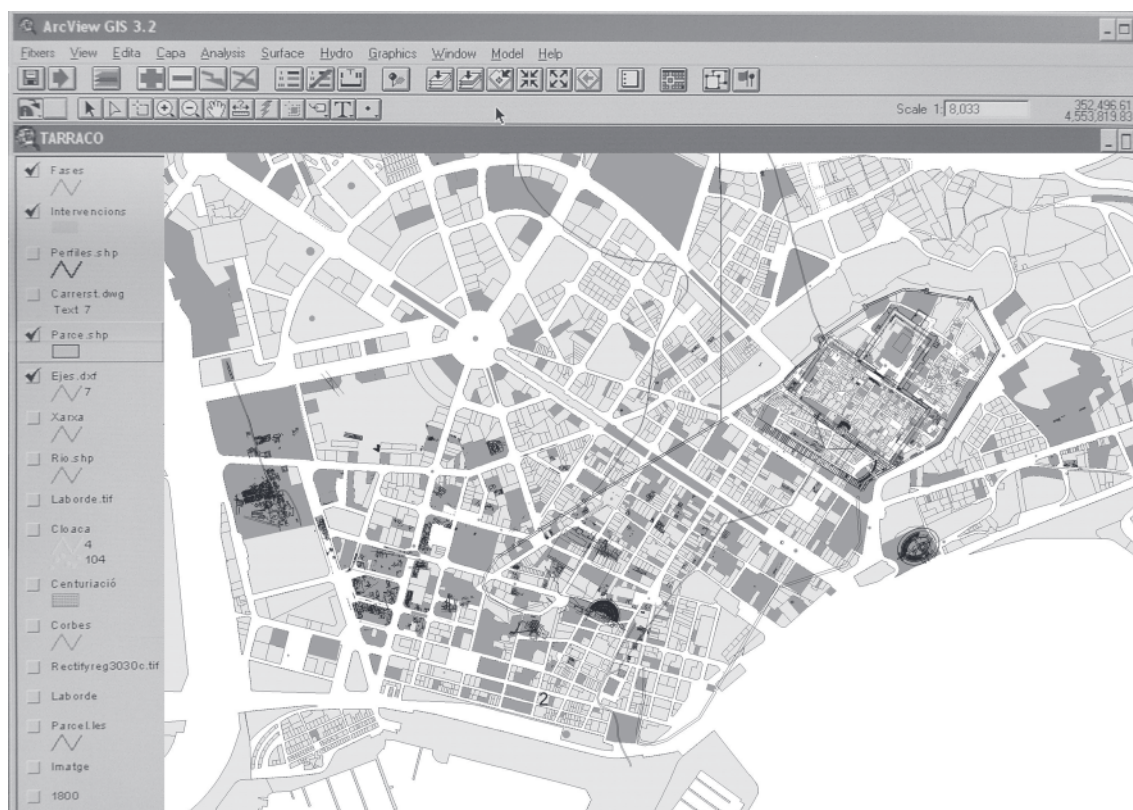 ArcView GIS 3.2
Fitxers View Edita Capa Analysis Surface Hydro Graphics Window Model Help
Scale 1: 8,033
352,496.61
4,553,819.83
TARRACO
Fases
Intervencions
Perfiles.shp
Carrerst.dwg
Text 7
Parce.shp
Ejes.dxf
7
Xarxa
Rio.shp
Laborde.tif
Cloaca
4
104
Centuriació
Corbes
Rectifyreg3030c.tif
Laborde
Parcel.les
Imatge
1800
2